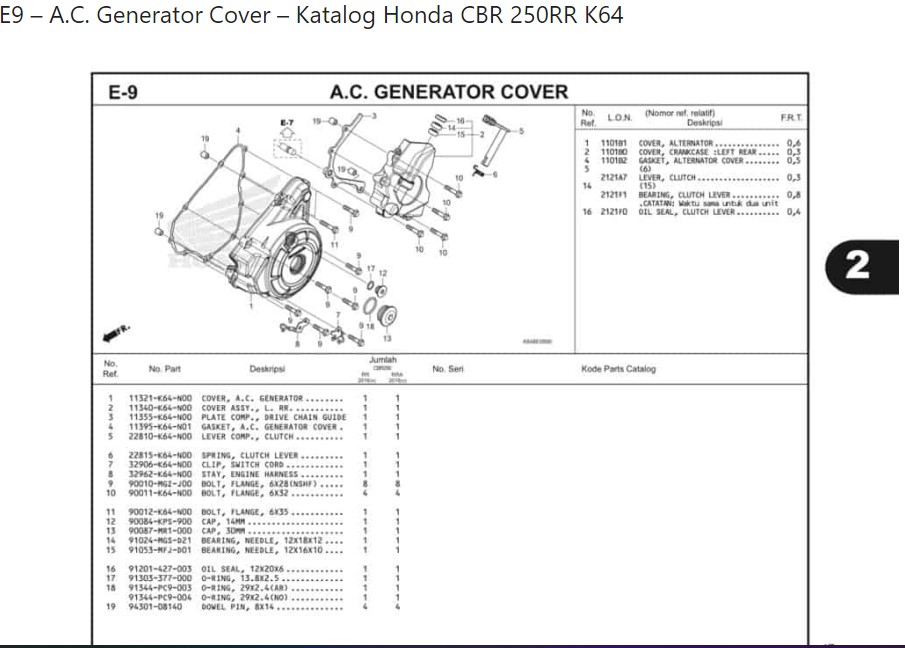 E9 – A.C. Generator Cover – Katalog Honda CBR 250RR K64
E-9
A.C. GENERATOR COVER
E-7
19
4
19
3
16
14
15
2
5
6
19
10
10
10
10
9
11
19
1
9
9
9
17
12
9
18
13
7
9
8
9
FR.
No. Ref.
L.O.N.
(Nomor ref. relatif)
Deskripsi
F.R.T.
1 1101B1 COVER, ALTERNATOR 0,6
2 1101B0 COVER, CRANKCASE :LEFT REAR 0,3
4 1101B2 GASKET, ALTERNATOR COVER 0,5
5 (6)
2121A7 LEVER, CLUTCH 0,3
14 (15)
2121F1 BEARING, CLUTCH LEVER 0,8
.CATATAN: Waktu sama untuk dua unit
16 2121FD OIL SEAL, CLUTCH LEVER 0,4
2
No. Ref.
No. Part
Deskripsi
Jumlah
No. Seri
Kode Parts Catalog
1 11321-K64-N00 COVER, A.C. GENERATOR 1 1
2 11340-K64-N00 COVER ASSY., L. RR. 1 1
3 11355-K64-N00 PLATE COMP., DRIVE CHAIN GUIDE 1 1
4 11395-K64-N01 GASKET, A.C. GENERATOR COVER . 1 1
5 22810-K64-N00 LEVER COMP., CLUTCH 1 1
6 22815-K64-N00 SPRING, CLUTCH LEVER 1 1
7 32906-K64-N00 CLIP, SWITCH CORD 1 1
8 32962-K64-N00 STAY, ENGINE HARNESS 1 1
9 90010-MGZ-J00 BOLT, FLANGE, 6X28(NSHF) 8 8
10 90011-K64-N00 BOLT, FLANGE, 6X32 4 4
11 90012-K64-N00 BOLT, FLANGE, 6X35 1 1
12 90084-KPS-900 CAP, 14MM 1 1
13 90087-MR1-000 CAP, 30MM 1 1
14 91024-MGS-D21 BEARING, NEEDLE, 12X18X12 1 1
15 91053-MFJ-D01 BEARING, NEEDLE, 12X16X10 1 1
16 91201-427-003 OIL SEAL, 12X20X6 1 1
17 91303-377-000 O-RING, 13.8X2.5 1 1
18 91344-PC9-003 O-RING, 29X2.4(AR) 1 1
91344-PC9-004 O-RING, 29X2.4(NO) 1 1
19 94301-08140 DOWEL PIN, 8X14 4 4